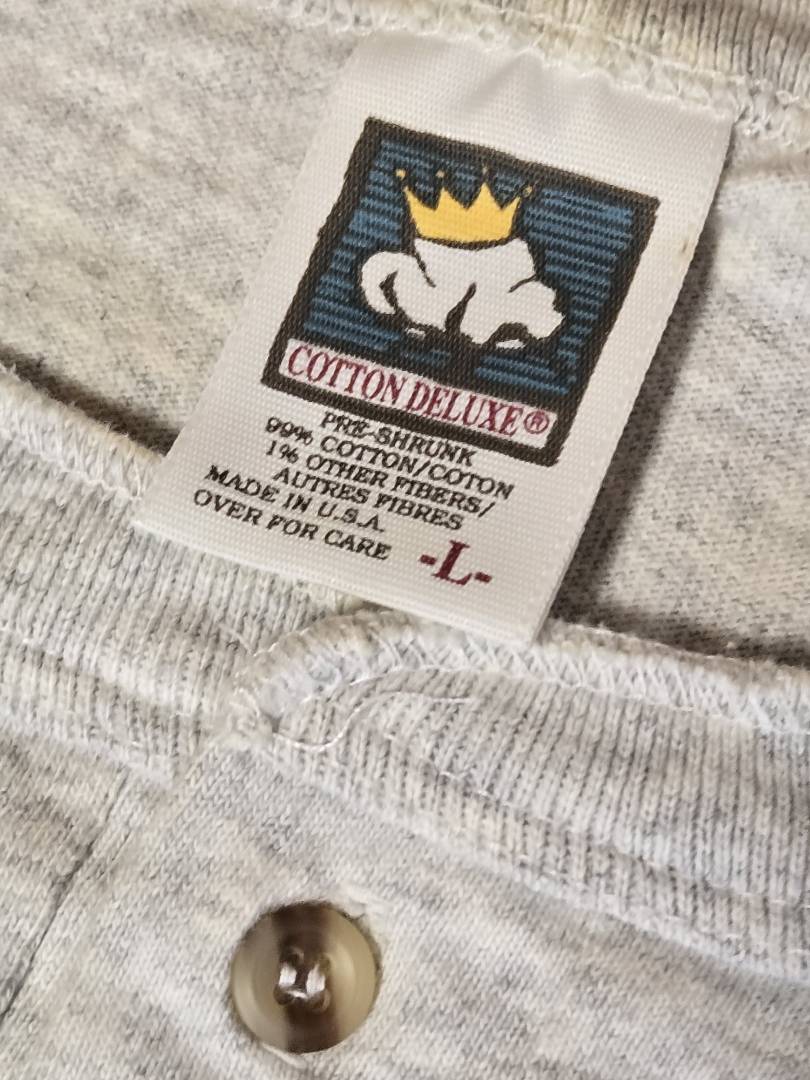 COTTON DELUXE®
PRE-SHRUNK
99% COTTON/COTON
1% OTHER FIBERS/
AUTRES FIBRES
MADE IN U.S.A.
OVER FOR CARE
-L-